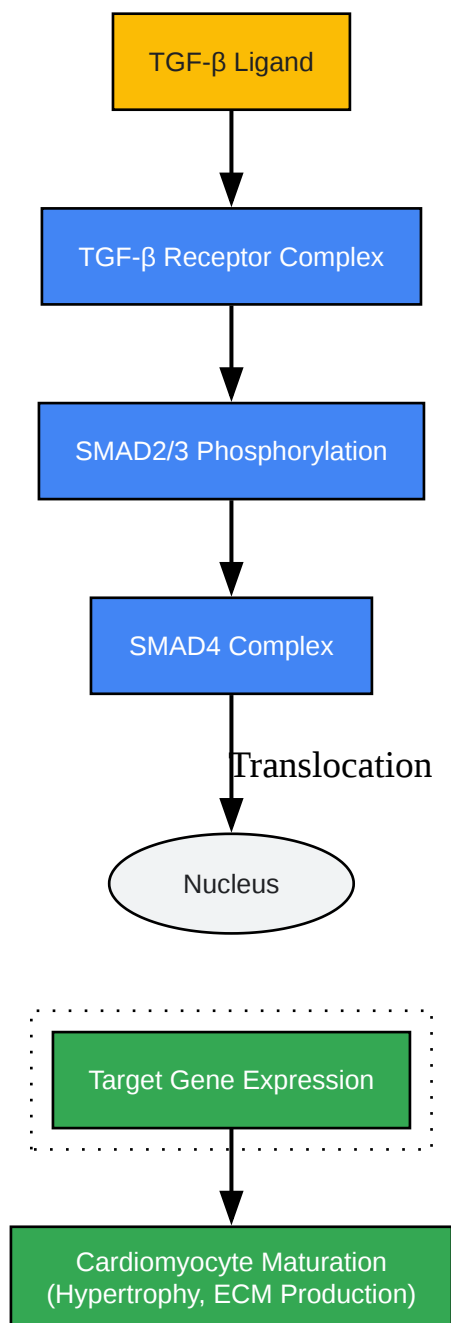 TGF-β Ligand
TGF-β Receptor Complex
SMAD2/3 Phosphorylation
SMAD4 Complex
Translocation
Nucleus
Target Gene Expression
Cardiomyocyte Maturation
(Hypertrophy, ECM Production)